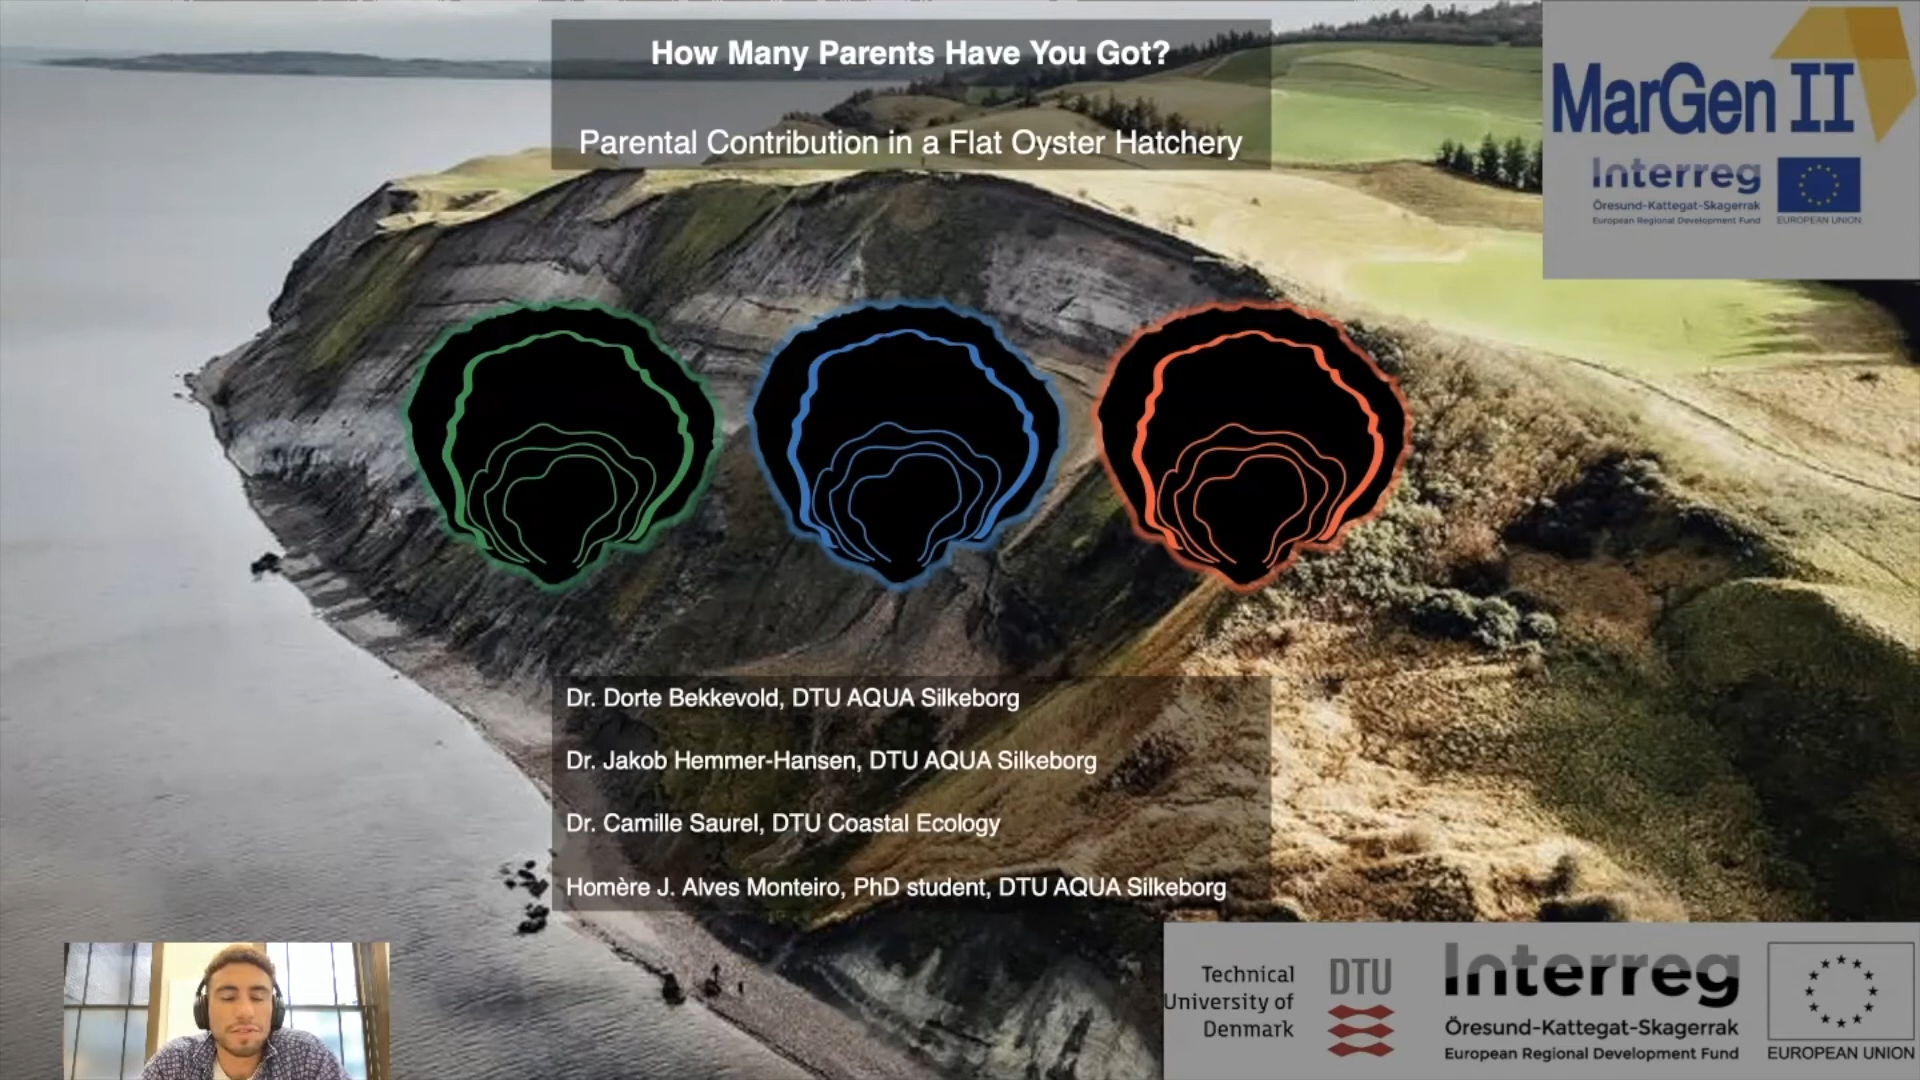 How Many Parents Have You Got?
Parental Contribution in a Flat Oyster Hatchery
MarGen II
Interreg
Öresund-Kattegat-Skagerrak
European Regional Development Fund
EUROPEAN UNION
Dr. Dorte Bekkevold, DTU AQUA Silkeborg
Dr. Jakob Hemmer-Hansen, DTU AQUA Silkeborg
Dr. Camille Saurel, DTU Coastal Ecology
Homère J. Alves Monteiro, PhD student, DTU AQUA Silkeborg
Technical
University of
Denmark
DTU
Interreg
Öresund-Kattegat-Skagerrak
European Regional Development Fund
EUROPEAN UNION